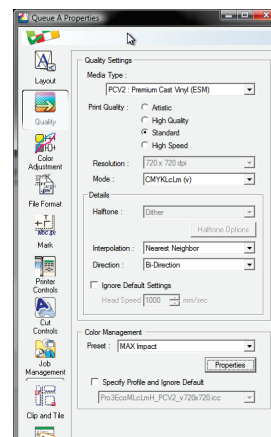 Queue A Properties
Layout
Quality
Color
Adjustment
File Format
Mark
Printer
Controls
Cut
Controls
Job
Management
Clip and Tile
Quality Settings
Media Type :
PCV2 : Premium Cast Vinyl (ESM)
Print Quality :
Artistic
High Quality
Standard
High Speed
Resolution :
720 x 720 dpi
Mode :
CMYKLcLm (v)
Details
Halftone :
Dither
Halftone Options
Interpolation :
Nearest Neighbor
Direction :
Bi-Direction
Ignore Default Settings
Head Speed 1000 mm/sec
Color Management
Preset : MAX Impact
Properties
Specify Profile and Ignore Default
Pro3EcoMLcLmH_PCV2_v720x720.icc